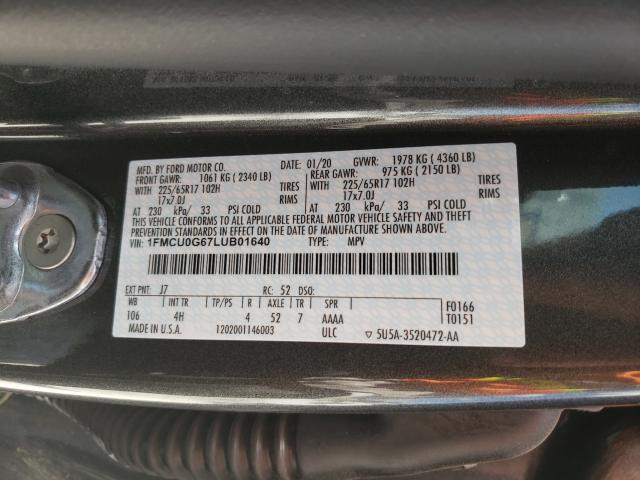 MFD. BY FORD MOTOR CO. 01/20 GVWR: 1978 KG ( 4360 LB)
FRONT GAWR: 1061 KG ( 2340 LB) REAR GAWR: 975 KG ( 2150 LB)
WITH WITH
225/65R17 102H TIRES 225/65R17 102H TIRES
17x7.0J RIMS 17x7.0J RIMS
AT 230 kPa/ 33 PSI COLD AT 230 kPa/ 33 PSI COLD
THIS VEHICLE CONFORMS TO ALL APPLICABLE FEDERAL MOTOR VEHICLE SAFETY AND THEFT
PREVENTION STANDARDS IN EFFECT ON THE DATE OF MANUFACTURE SHOWN ABOVE.
VIN: 1FMCU0G67LUB01640 TYPE: MPV
EXT PNT: J7 RC: 52 DSO:
WB INT TR TP/PS R AXLE TR SPR F0166
106 4H 4 52 7 AAAA T0151
MADE IN U.S.A. 1202001146003 ULC ▽ 5U5A-3520472-AA